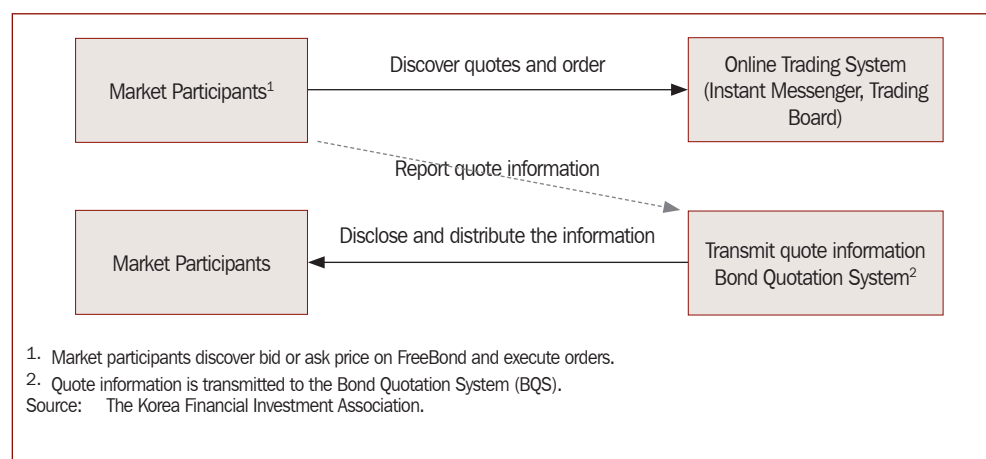 Market Participants1
Discover quotes and order
Online Trading System
(Instant Messenger, Trading
Board)
Report quote information
Market Participants
Disclose and distribute the information
Transmit quote information
Bond Quotation System2
1. Market participants discover bid or ask price on FreeBond and execute orders.
2. Quote information is transmitted to the Bond Quotation System (BQS).
Source: The Korea Financial Investment Association.